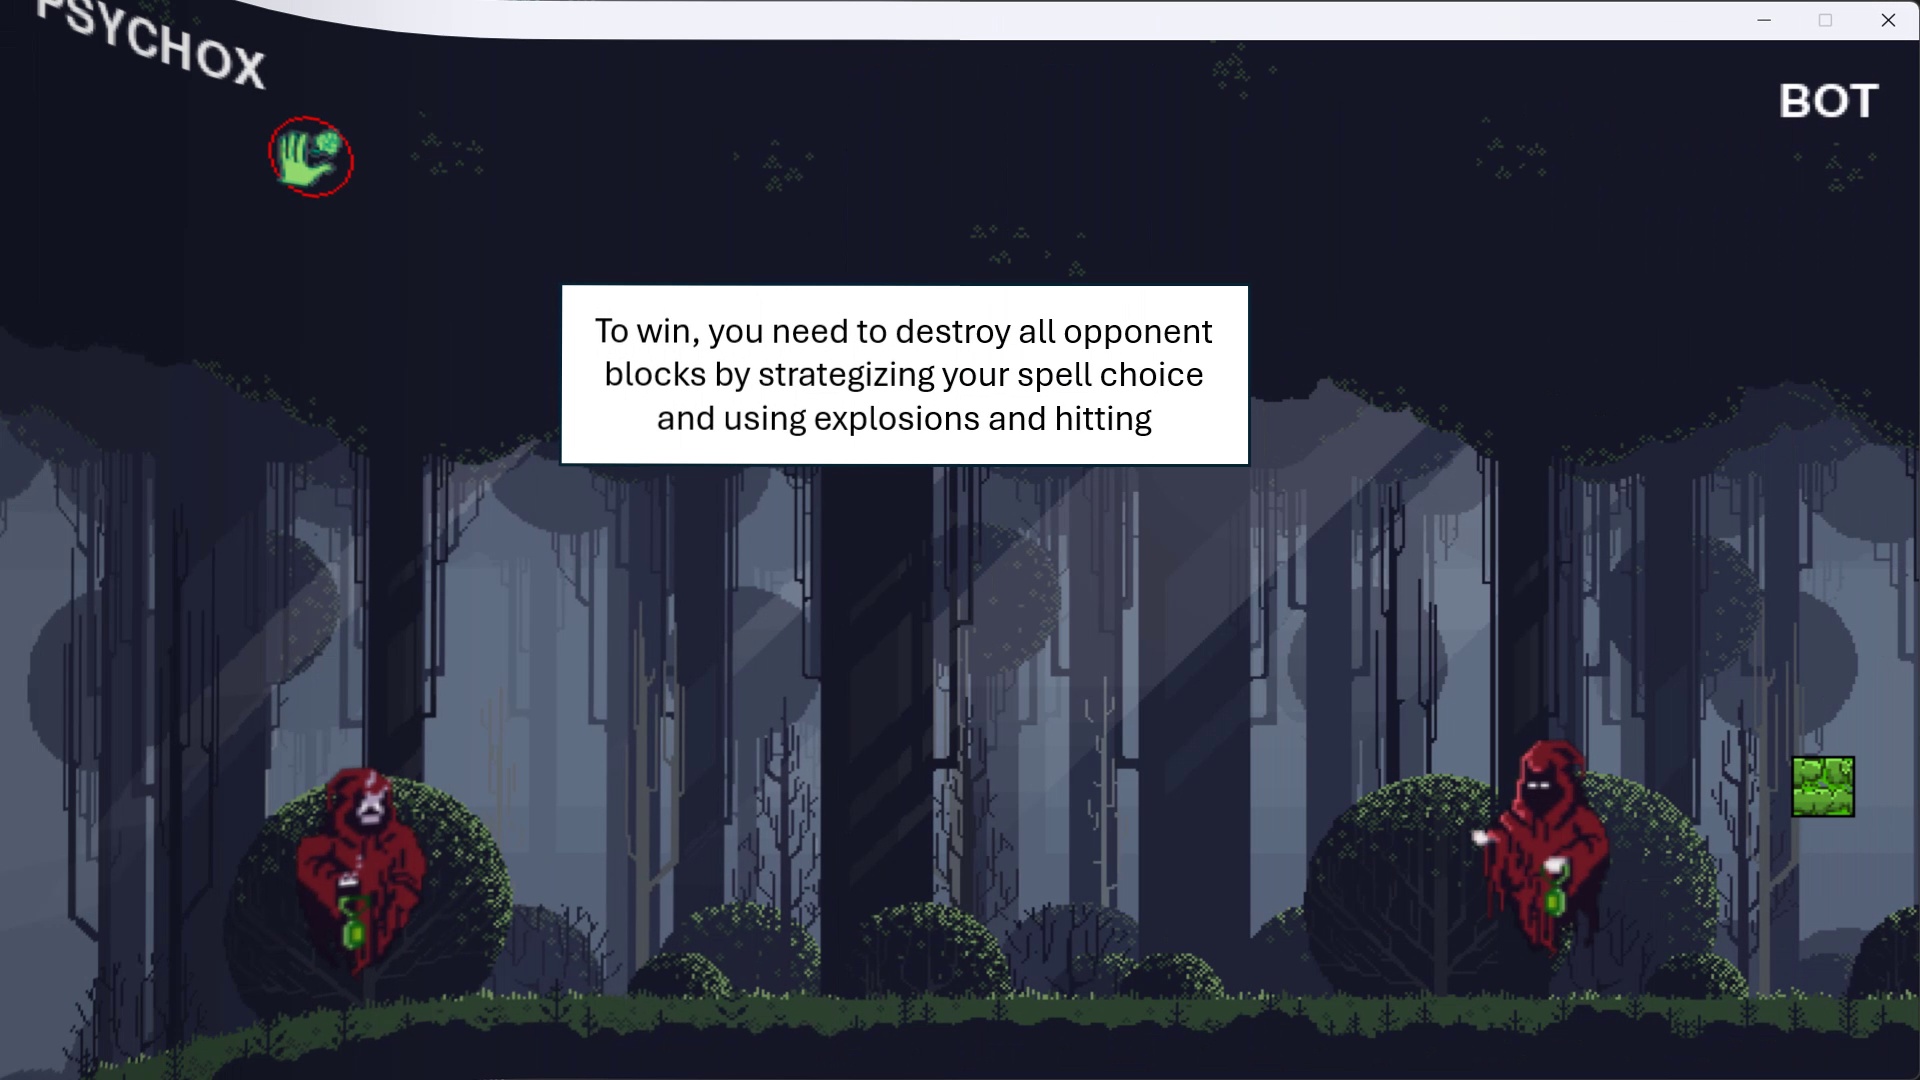 PSYCHOX
BOT
To win, you need to destroy all opponent
blocks by strategizing your spell choice
and using explosions and hitting